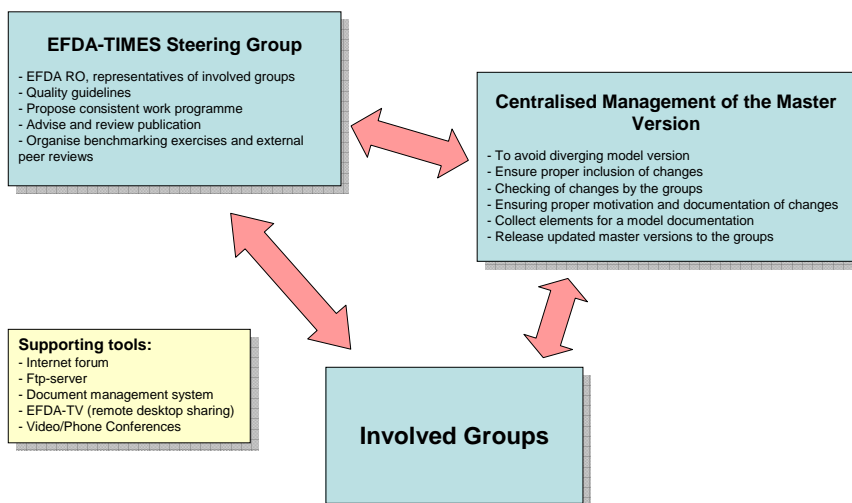 EFDA-TIMES Steering Group
- EFDA RO, representatives of involved groups
- Quality guidelines
- Propose consistent work programme
- Advise and review publication
- Organise benchmarking exercises and external
peer reviews
Centralised Management of the Master
Version
- To avoid diverging model version
- Ensure proper inclusion of changes
- Checking of changes by the groups
- Ensuring proper motivation and documentation of changes
- Collect elements for a model documentation
- Release updated master versions to the groups
Supporting tools:
- Internet forum
- Ftp-server
- Document management system
- EFDA-TV (remote desktop sharing)
- Video/Phone Conferences
Involved Groups